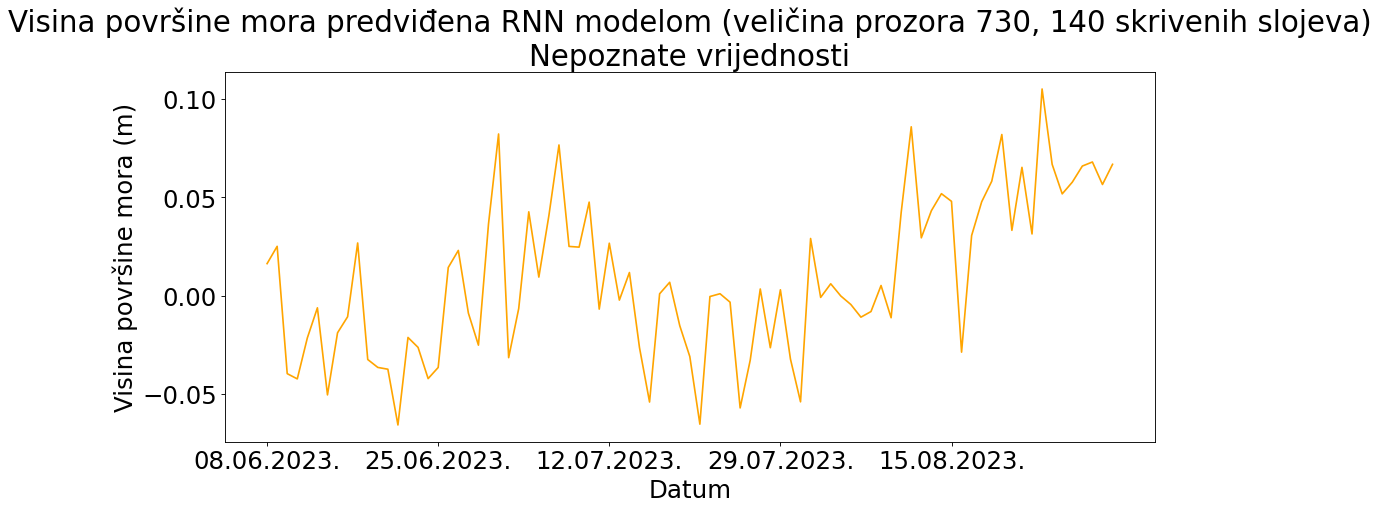 Visina površine mora predviđena RNN modelom (veličina prozora 730, 140 skrivenih slojeva)
Nepoznate vrijednosti
Visina površine mora (m)
0.10
0.05
0.00
−0.05
08.06.2023.
25.06.2023.
12.07.2023.
29.07.2023.
15.08.2023.
Datum